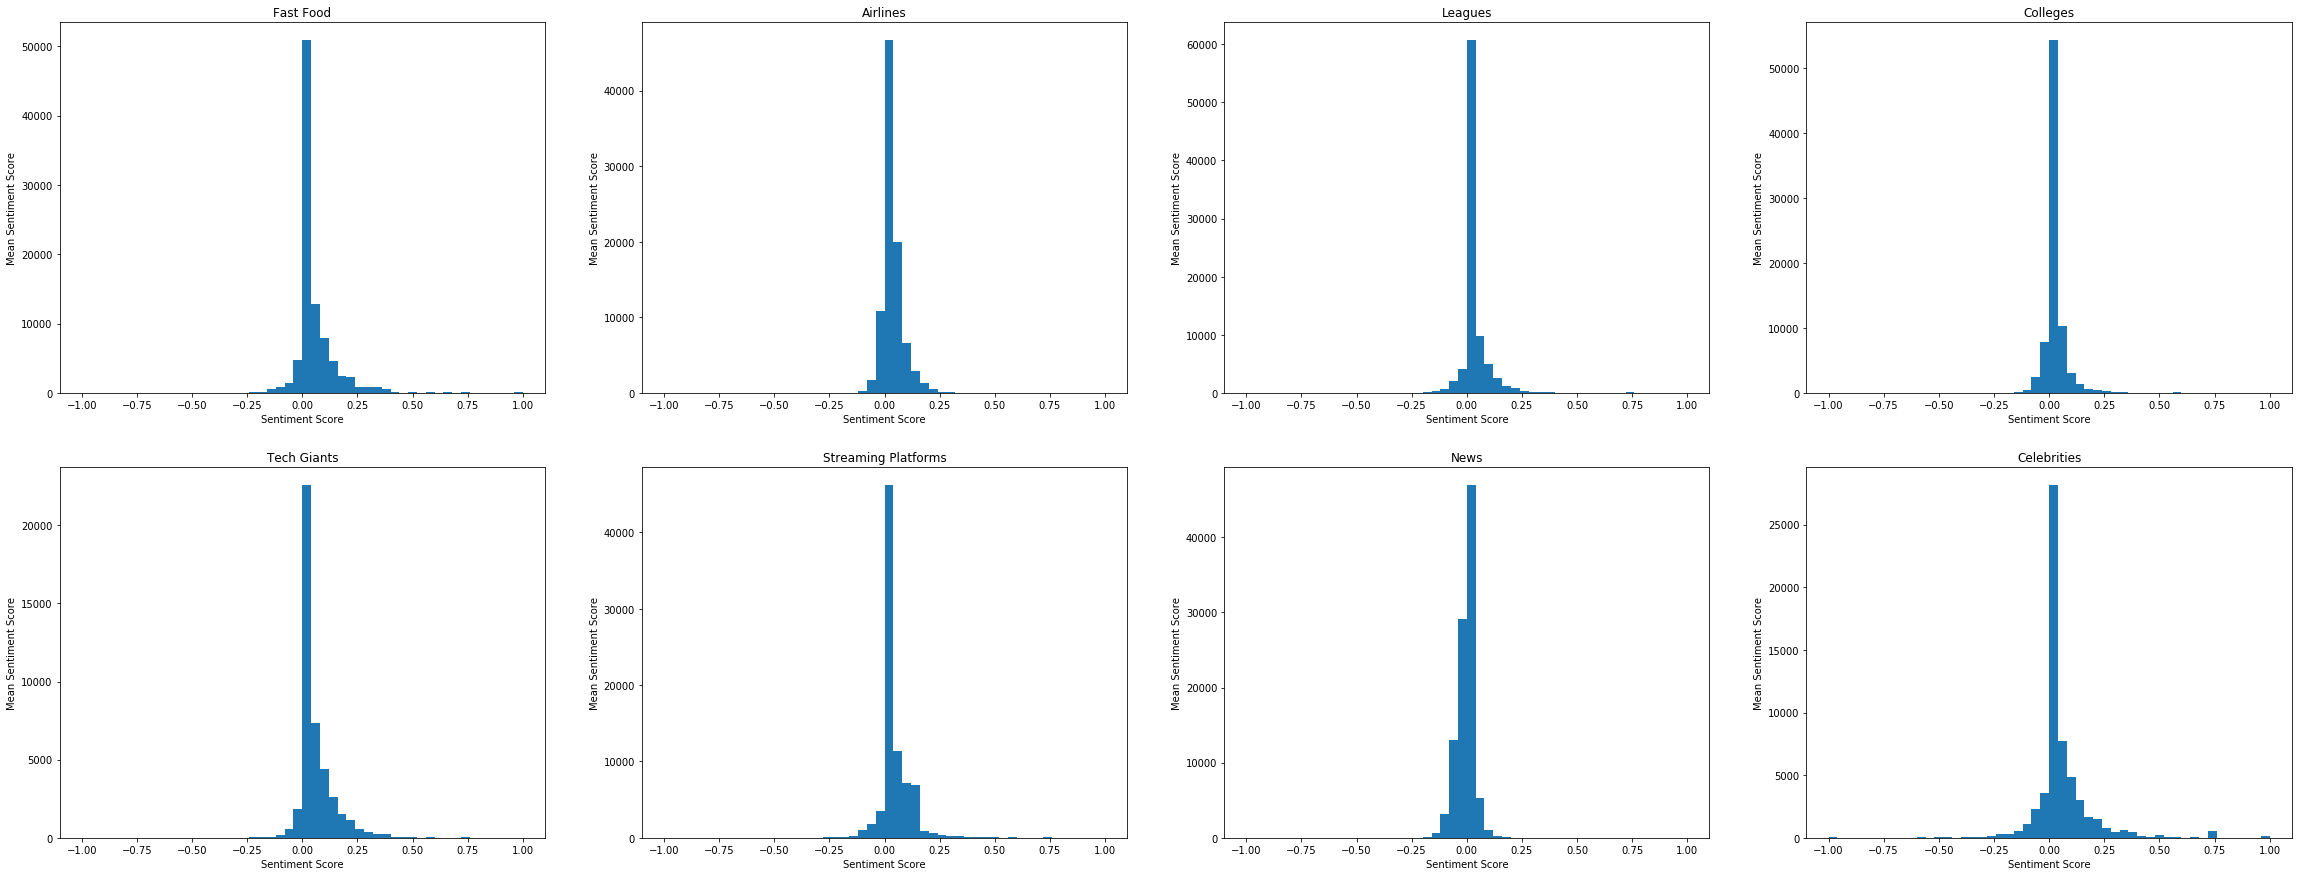 Fast Food
Mean Sentiment Score
50000
40000
30000
20000
10000
0
−1.00 −0.75 −0.50 −0.25 0.00 0.25 0.50 0.75 1.00
Sentiment Score
Airlines
Mean Sentiment Score
40000
30000
20000
10000
0
−1.00 −0.75 −0.50 −0.25 0.00 0.25 0.50 0.75 1.00
Sentiment Score
Leagues
Mean Sentiment Score
60000
50000
40000
30000
20000
10000
0
−1.00 −0.75 −0.50 −0.25 0.00 0.25 0.50 0.75 1.00
Sentiment Score
Colleges
Mean Sentiment Score
50000
40000
30000
20000
10000
0
−1.00 −0.75 −0.50 −0.25 0.00 0.25 0.50 0.75 1.00
Sentiment Score
Tech Giants
Mean Sentiment Score
20000
15000
10000
5000
0
−1.00 −0.75 −0.50 −0.25 0.00 0.25 0.50 0.75 1.00
Sentiment Score
Streaming Platforms
Mean Sentiment Score
40000
30000
20000
10000
0
−1.00 −0.75 −0.50 −0.25 0.00 0.25 0.50 0.75 1.00
Sentiment Score
News
Mean Sentiment Score
40000
30000
20000
10000
0
−1.00 −0.75 −0.50 −0.25 0.00 0.25 0.50 0.75 1.00
Sentiment Score
Celebrities
Mean Sentiment Score
25000
20000
15000
10000
5000
0
−1.00 −0.75 −0.50 −0.25 0.00 0.25 0.50 0.75 1.00
Sentiment Score